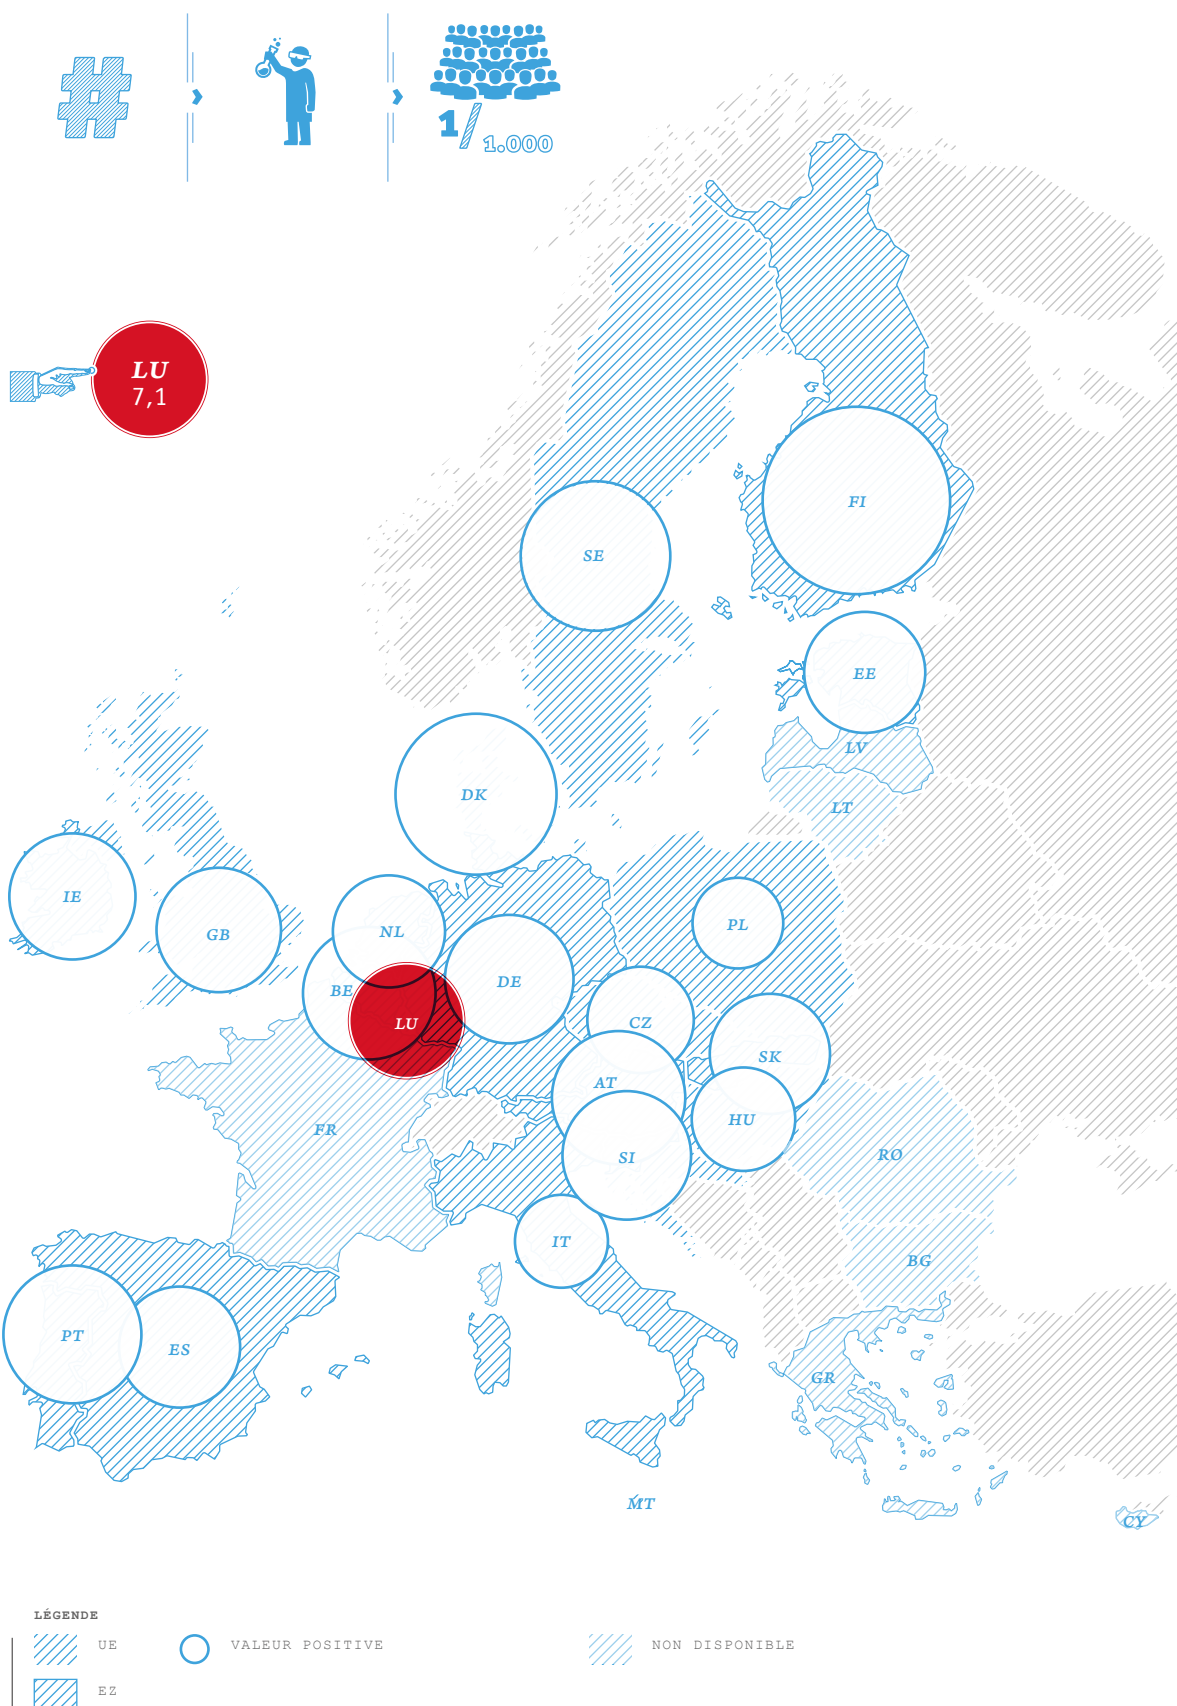 #
1/1.000
LU
7,1
FI
SE
EE
LV
DK
LT
IE
PL
NL
GB
DE
BE
CZ
LU
SK
AT
HU
FR
RO
SI
IT
BG
PT
ES
GR
MT
CY
LÉGENDE
UE
VALEUR POSITIVE
NON DISPONIBLE
EZ